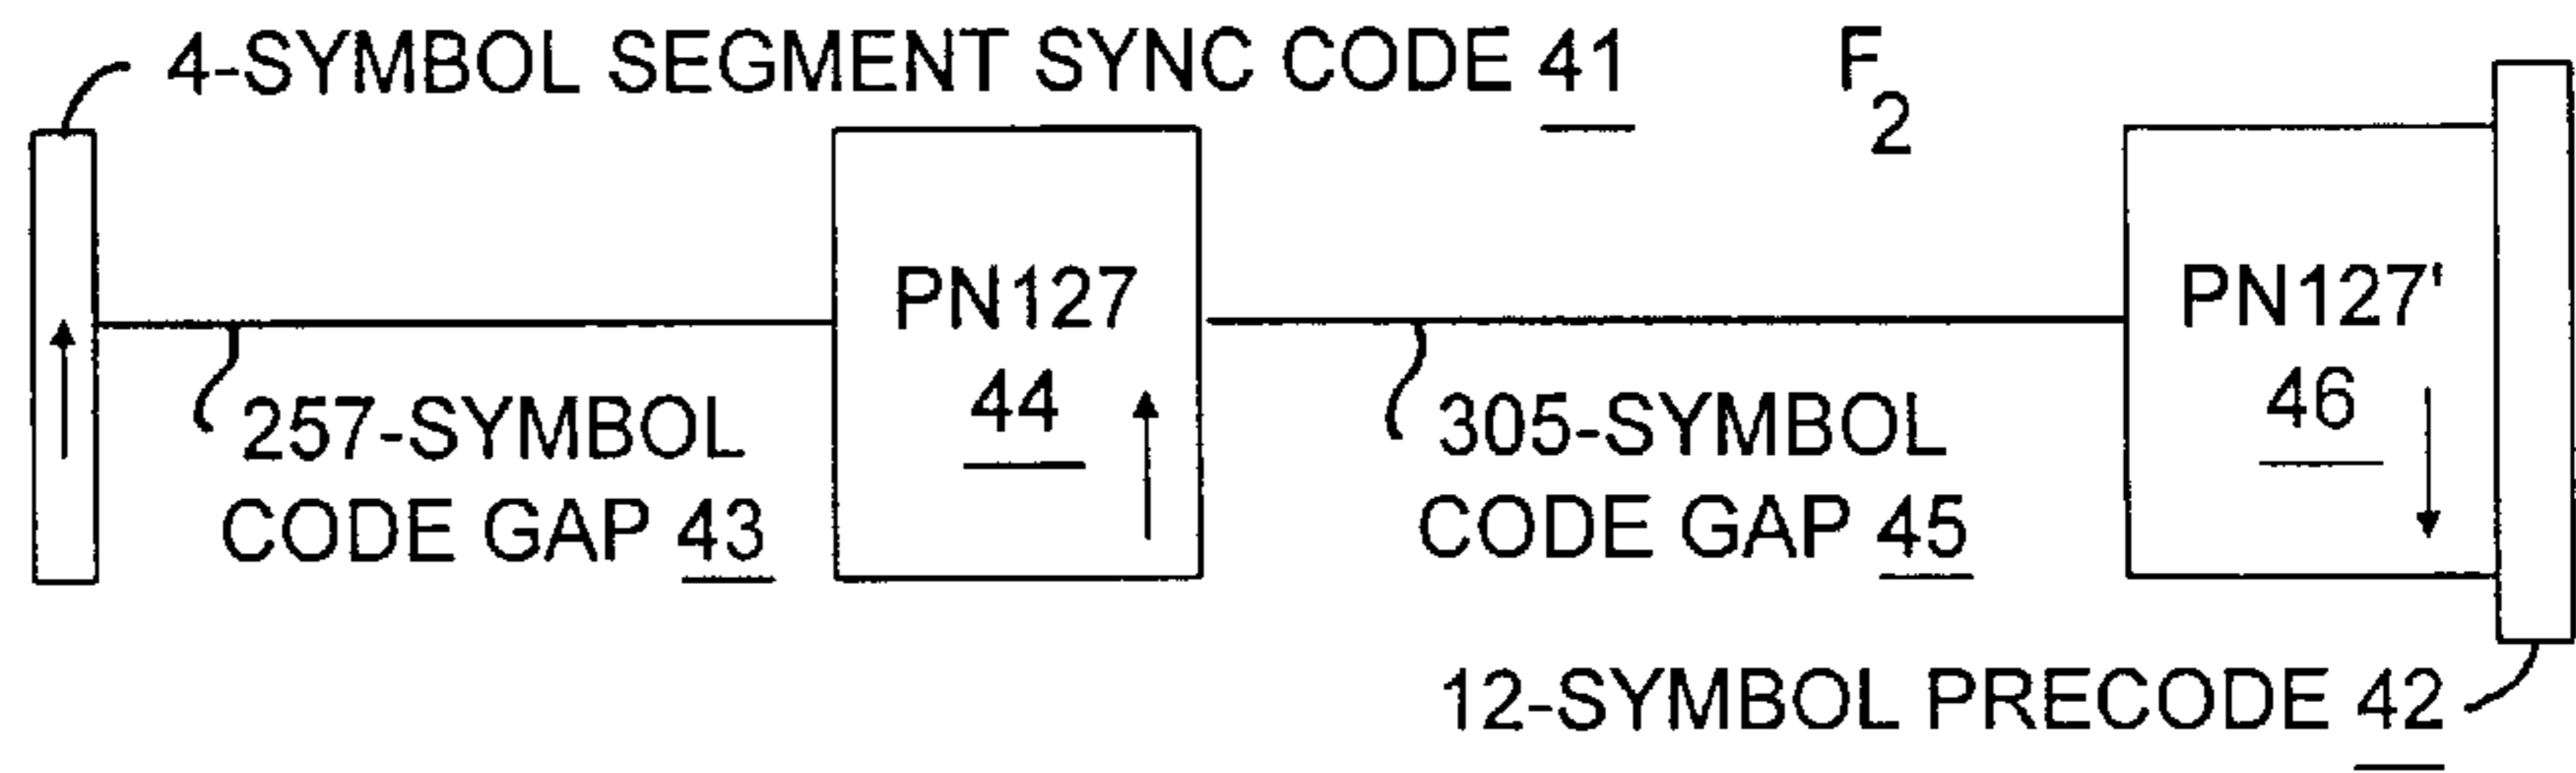 4-SYMBOL SEGMENT SYNC CODE 41
F2
PN127
44
PN127'
46
257-SYMBOL
CODE GAP 43
305-SYMBOL
CODE GAP 45
12-SYMBOL PRECODE 42